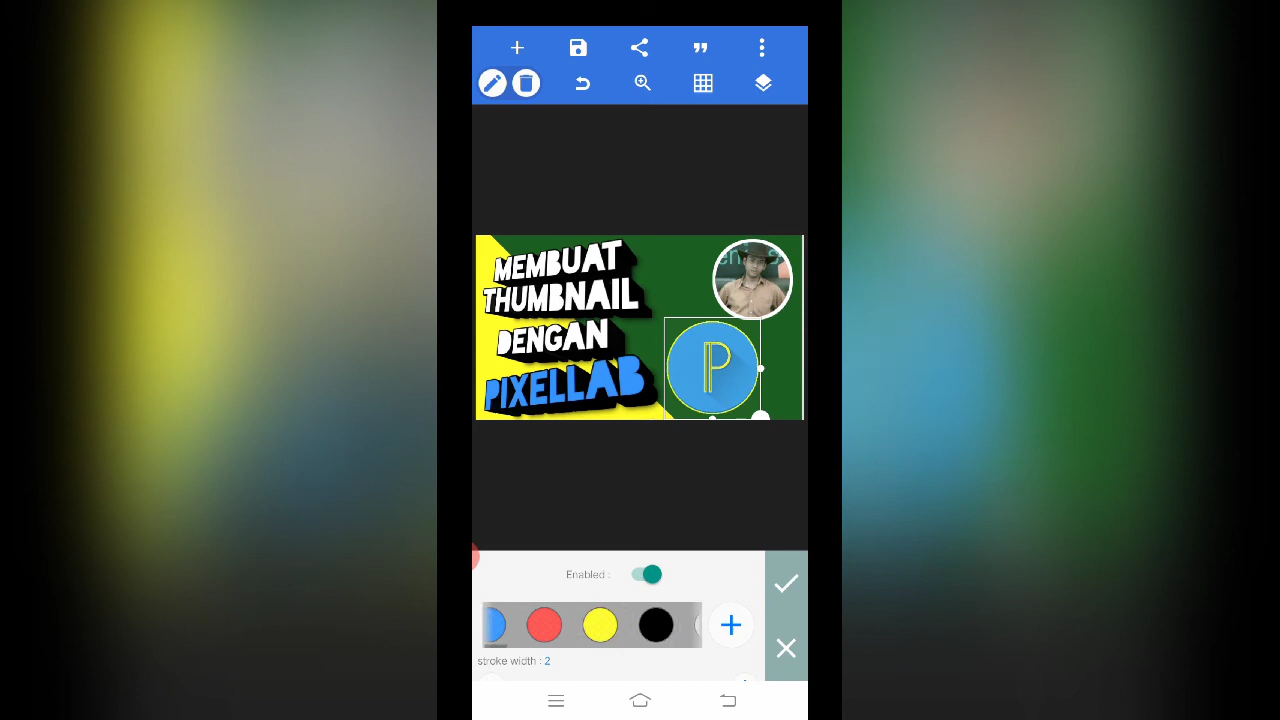 MEMBUAT
THUMBNAIL
DENGAN
PIXELLAB
P
Enabled :
stroke width : 2